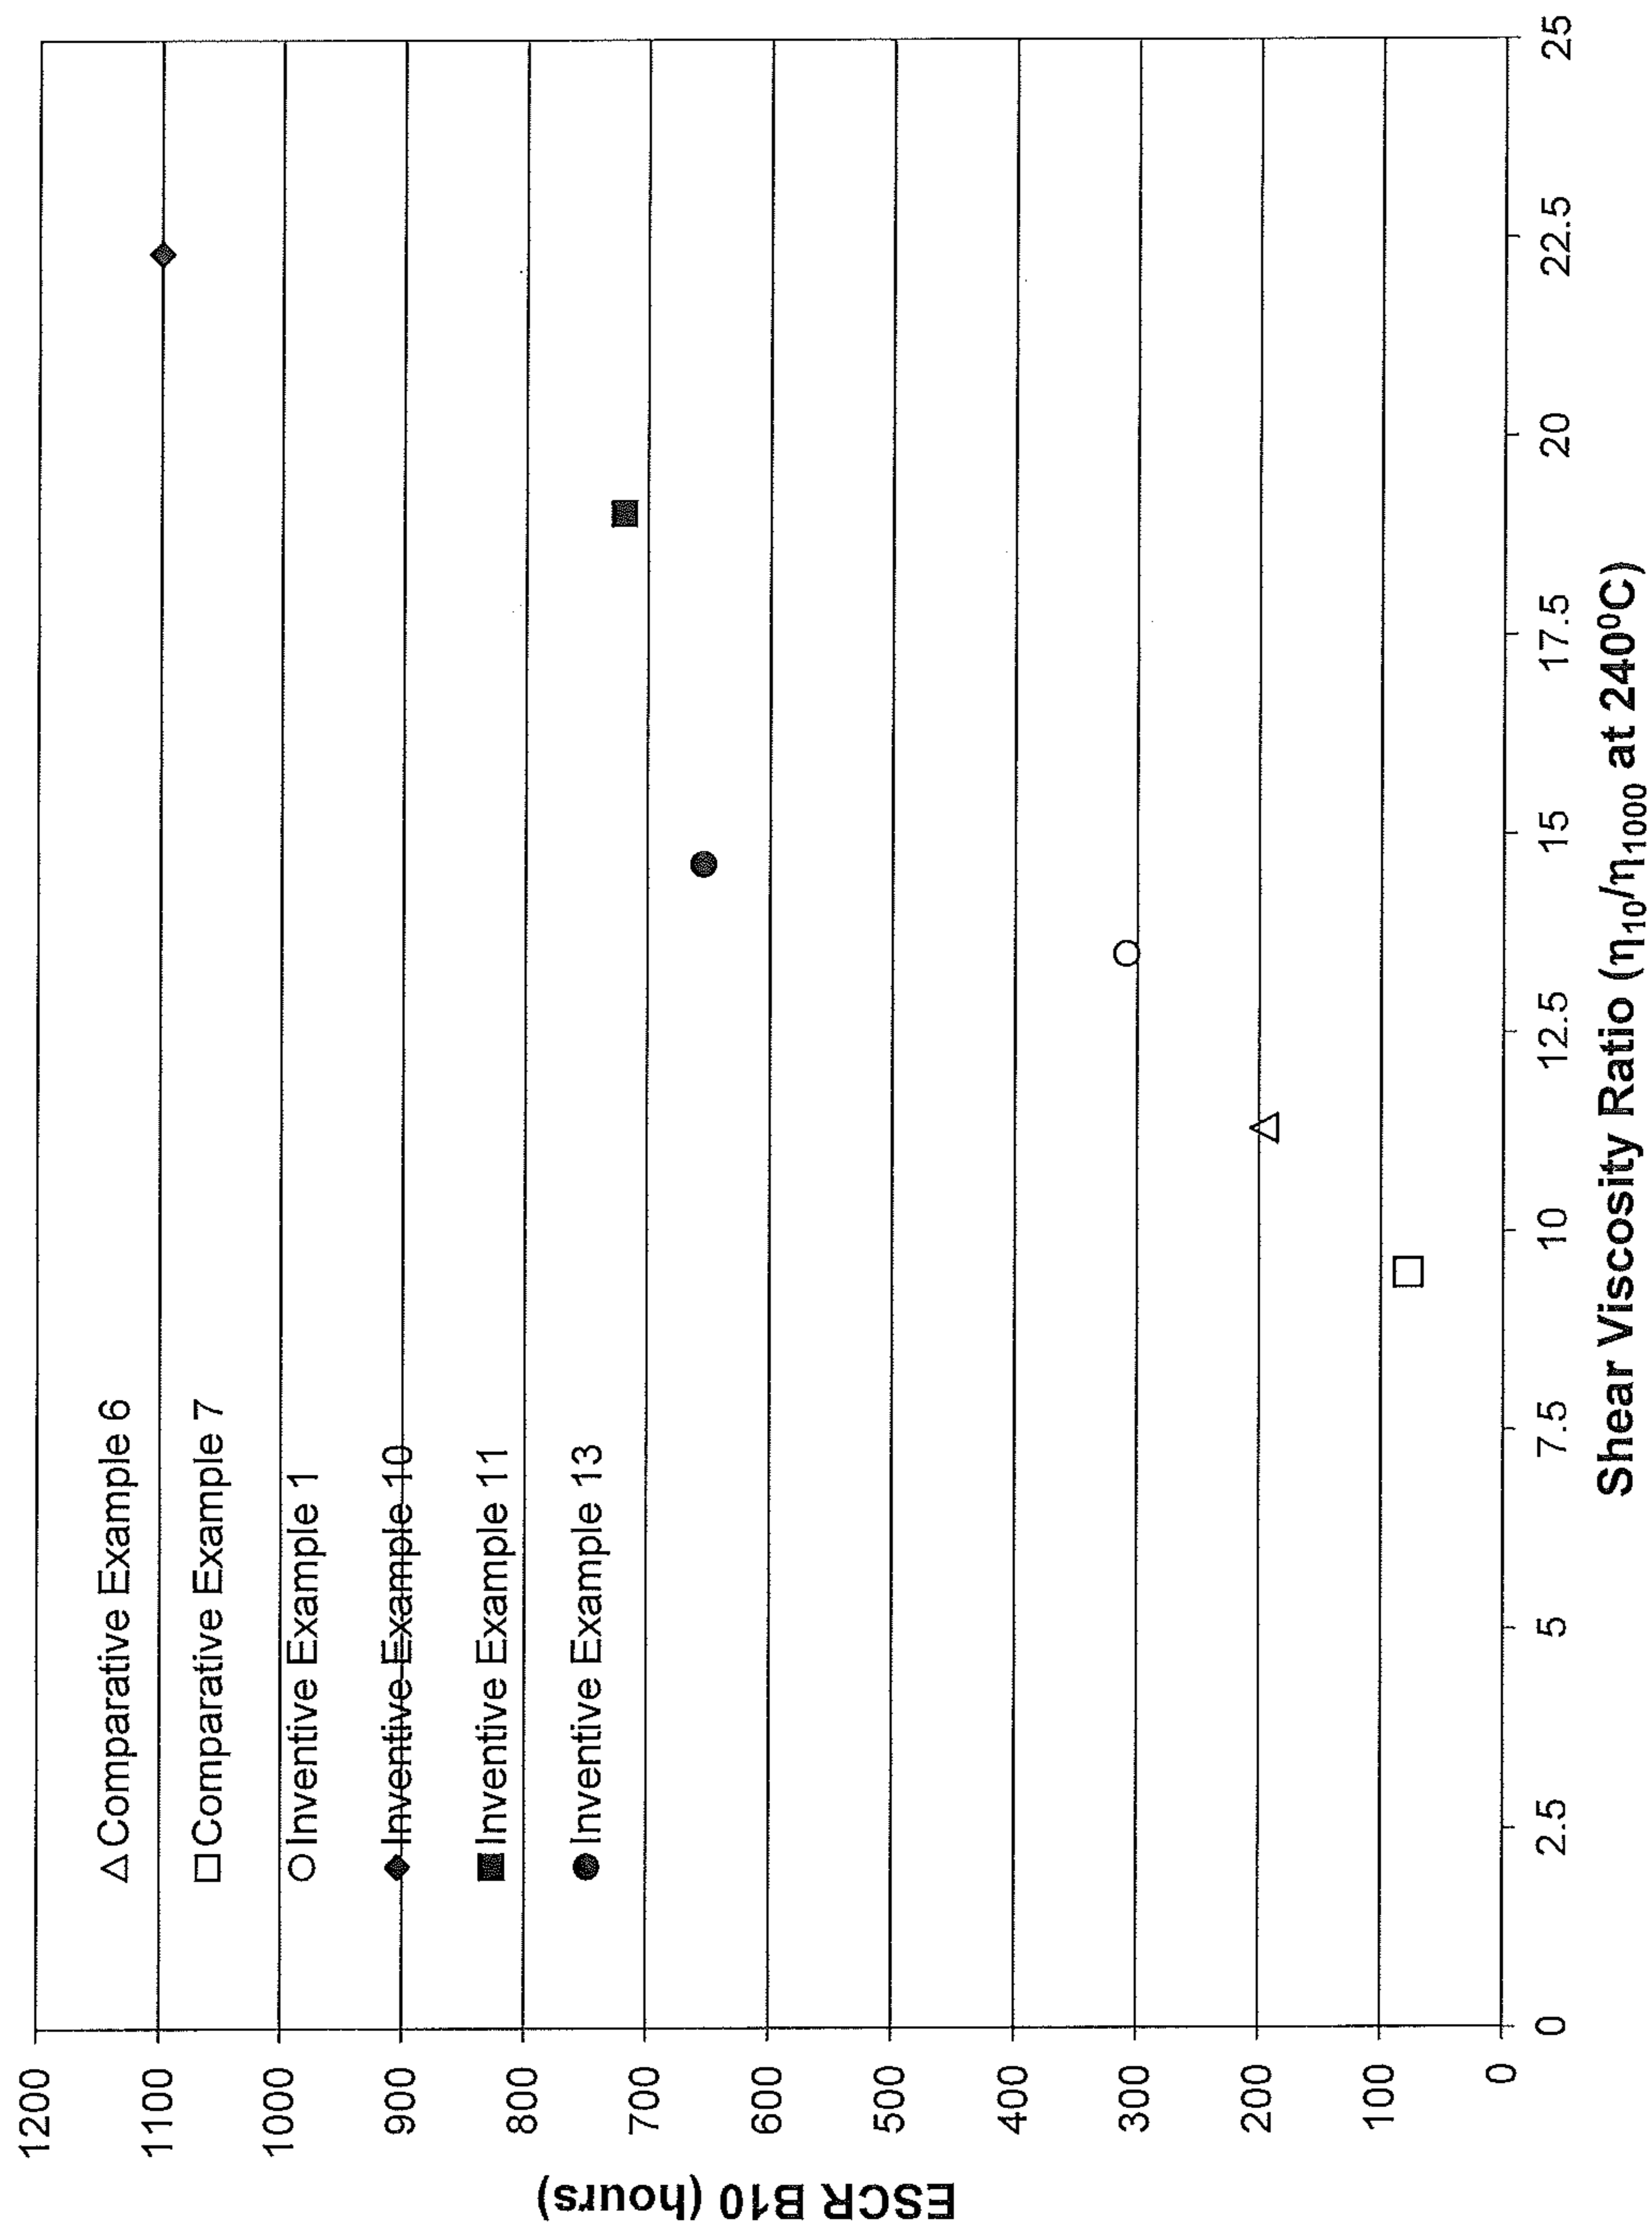 1200
1100
1000
900
800
700
600
500
400
300
200
100
0
ESCR B10 (hours)
△ Comparative Example 6
□ Comparative Example 7
○ Inventive Example 1
◆ Inventive Example 10
■ Inventive Example 11
● Inventive Example 13
0 2.5 5 7.5 10 12.5 15 17.5 20 22.5 25
Shear Viscosity Ratio (η₁₀/η₁₀₀₀ at 240⁰C)